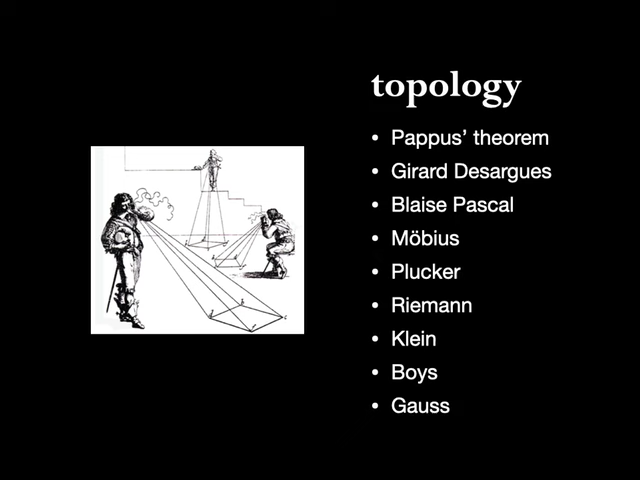 topology
• Pappus’ theorem
• Girard Desargues
• Blaise Pascal
• Möbius
• Plucker
• Riemann
• Klein
• Boys
• Gauss